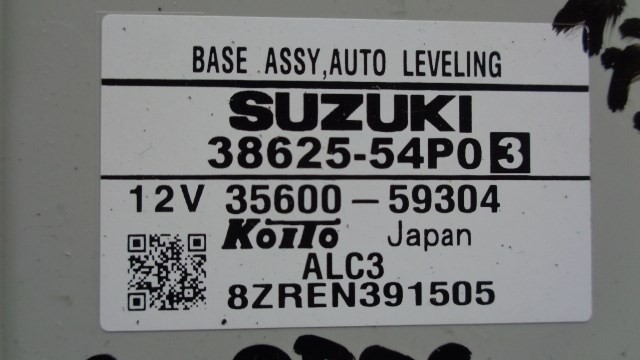 BASE ASSY,AUTO LEVELING
SUZUKI
38625-54P0 3
12V 35600-59304
KOITO Japan
ALC3
8ZREN391505